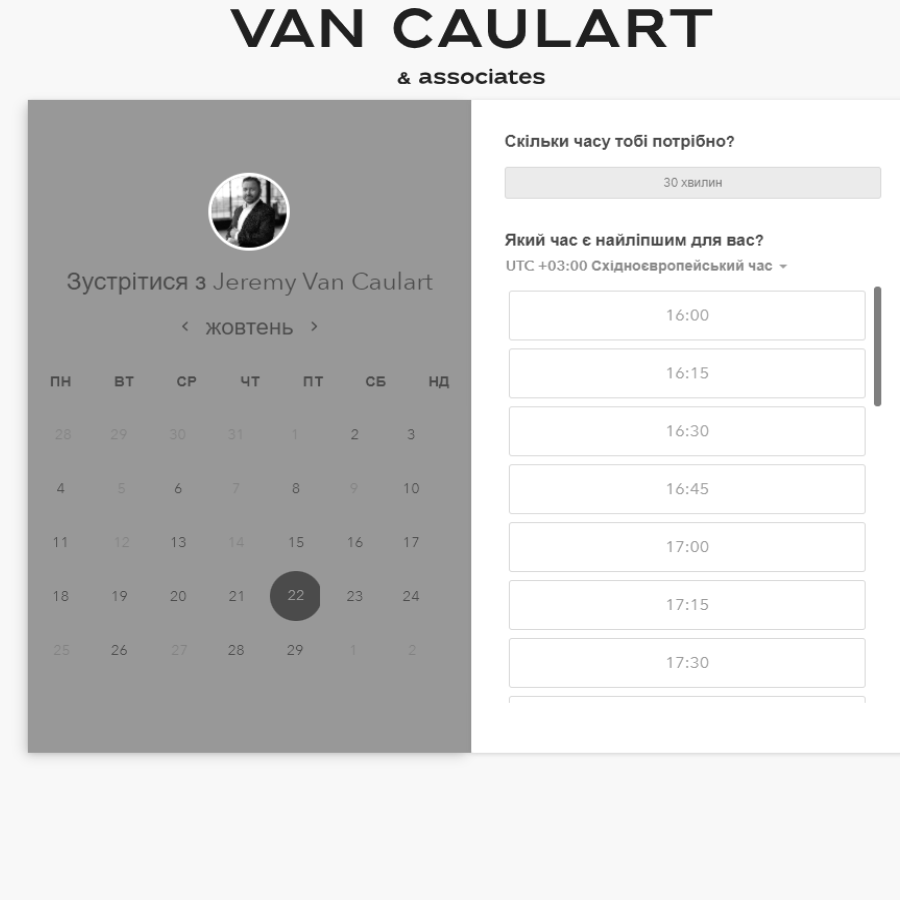 VAN CAULART
& associates
Зустрітися з Jeremy Van Caulart
жовтень
ПН ВТ СР ЧТ ПТ СБ НД
28 29 30 31 1 2 3
4 5 6 7 8 9 10
11 12 13 14 15 16 17
18 19 20 21 22 23 24
25 26 27 28 29 1 2
Скільки часу тобі потрібно?
30 хвилин
Який час є найліпшим для вас?
UTC +03:00 Східноєвропейський час
16:00
16:15
16:30
16:45
17:00
17:15
17:30